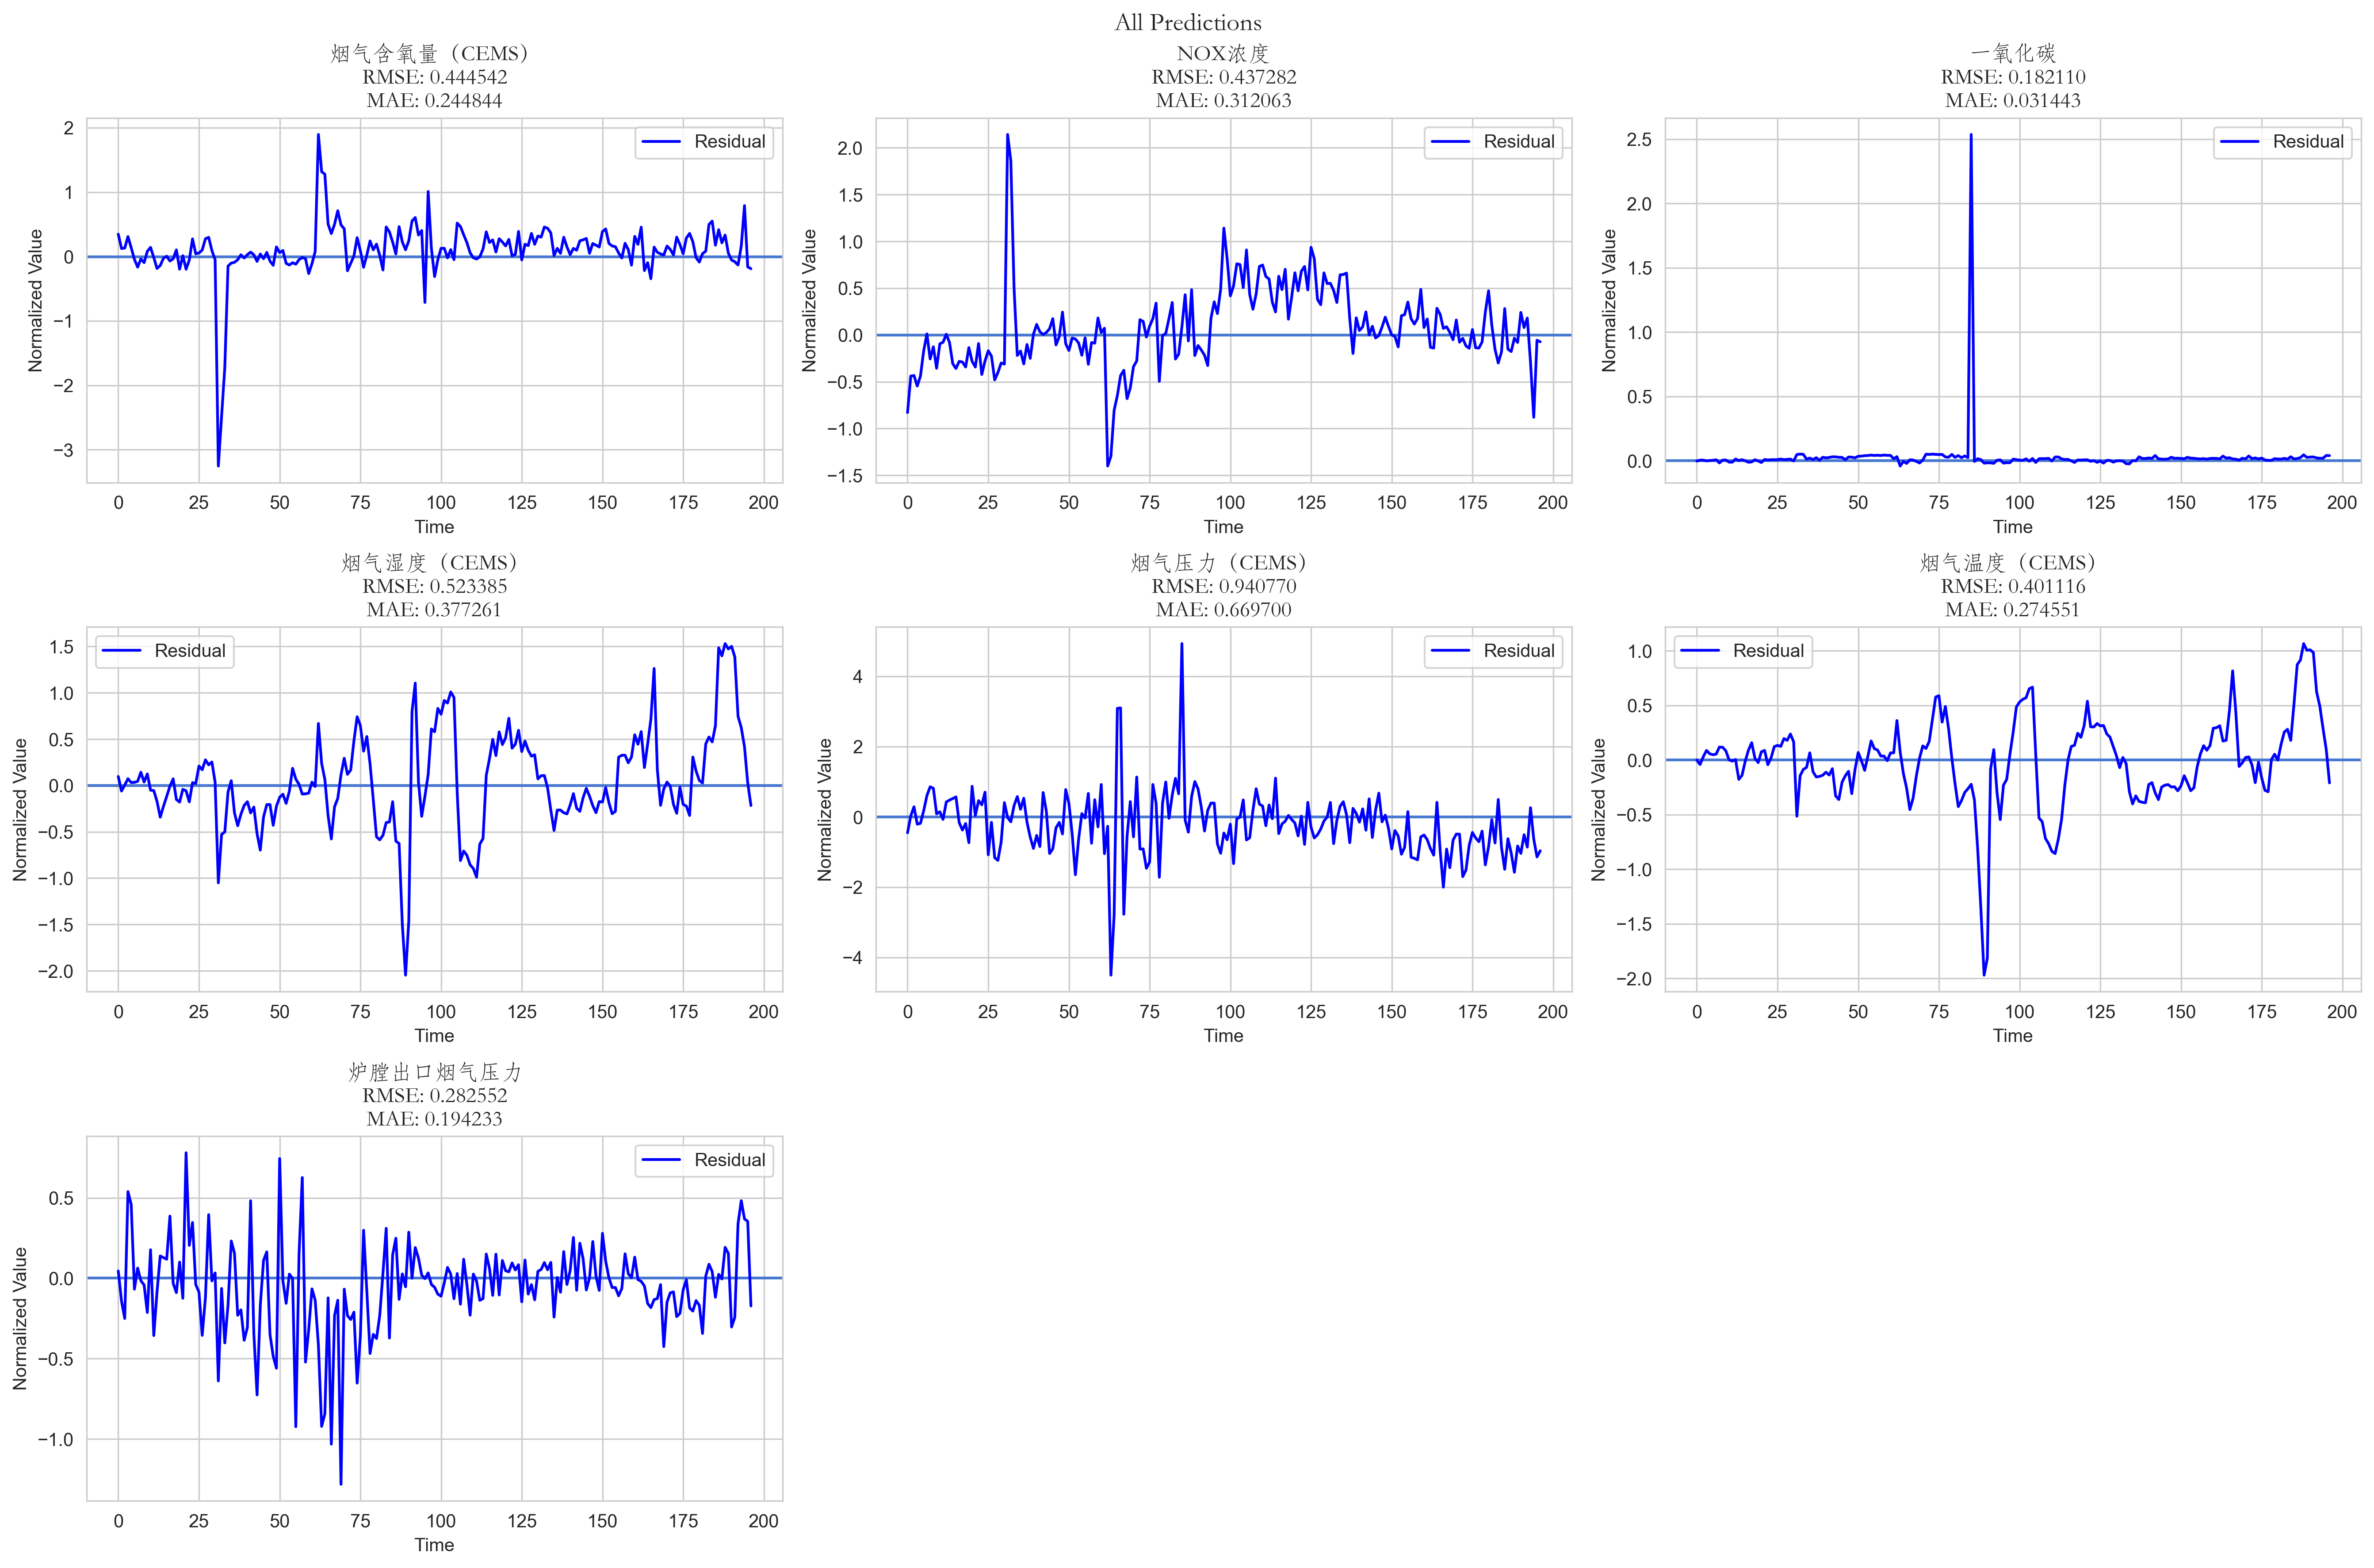 All Predictions
烟气含氧量（CEMS）
RMSE: 0.444542
MAE: 0.244844
Normalized Value
2
1
0
−1
−2
−3
Residual
0 25 50 75 100 125 150 175 200
Time
NOX浓度
RMSE: 0.437282
MAE: 0.312063
Normalized Value
2.0
1.5
1.0
0.5
0.0
−0.5
−1.0
−1.5
Residual
0 25 50 75 100 125 150 175 200
Time
一氧化碳
RMSE: 0.182110
MAE: 0.031443
Normalized Value
2.5
2.0
1.5
1.0
0.5
0.0
Residual
0 25 50 75 100 125 150 175 200
Time
烟气湿度（CEMS）
RMSE: 0.523385
MAE: 0.377261
Normalized Value
1.5
1.0
0.5
0.0
−0.5
−1.0
−1.5
−2.0
Residual
0 25 50 75 100 125 150 175 200
Time
烟气压力（CEMS）
RMSE: 0.940770
MAE: 0.669700
Normalized Value
4
2
0
−2
−4
Residual
0 25 50 75 100 125 150 175 200
Time
烟气温度（CEMS）
RMSE: 0.401116
MAE: 0.274551
Normalized Value
1.0
0.5
0.0
−0.5
−1.0
−1.5
−2.0
Residual
0 25 50 75 100 125 150 175 200
Time
炉膛出口烟气压力
RMSE: 0.282552
MAE: 0.194233
Normalized Value
0.5
0.0
−0.5
−1.0
Residual
0 25 50 75 100 125 150 175 200
Time